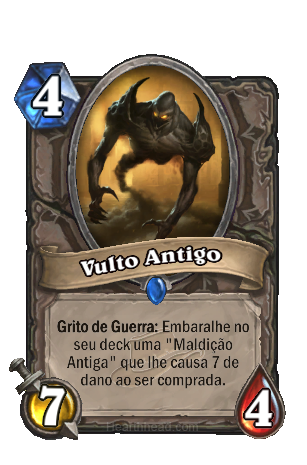 4
Vulto Antigo
Grito de Guerra: Embaralhe no
seu deck uma "Maldição
Antiga" que lhe causa 7 de
dano ao ser comprada.
7
4